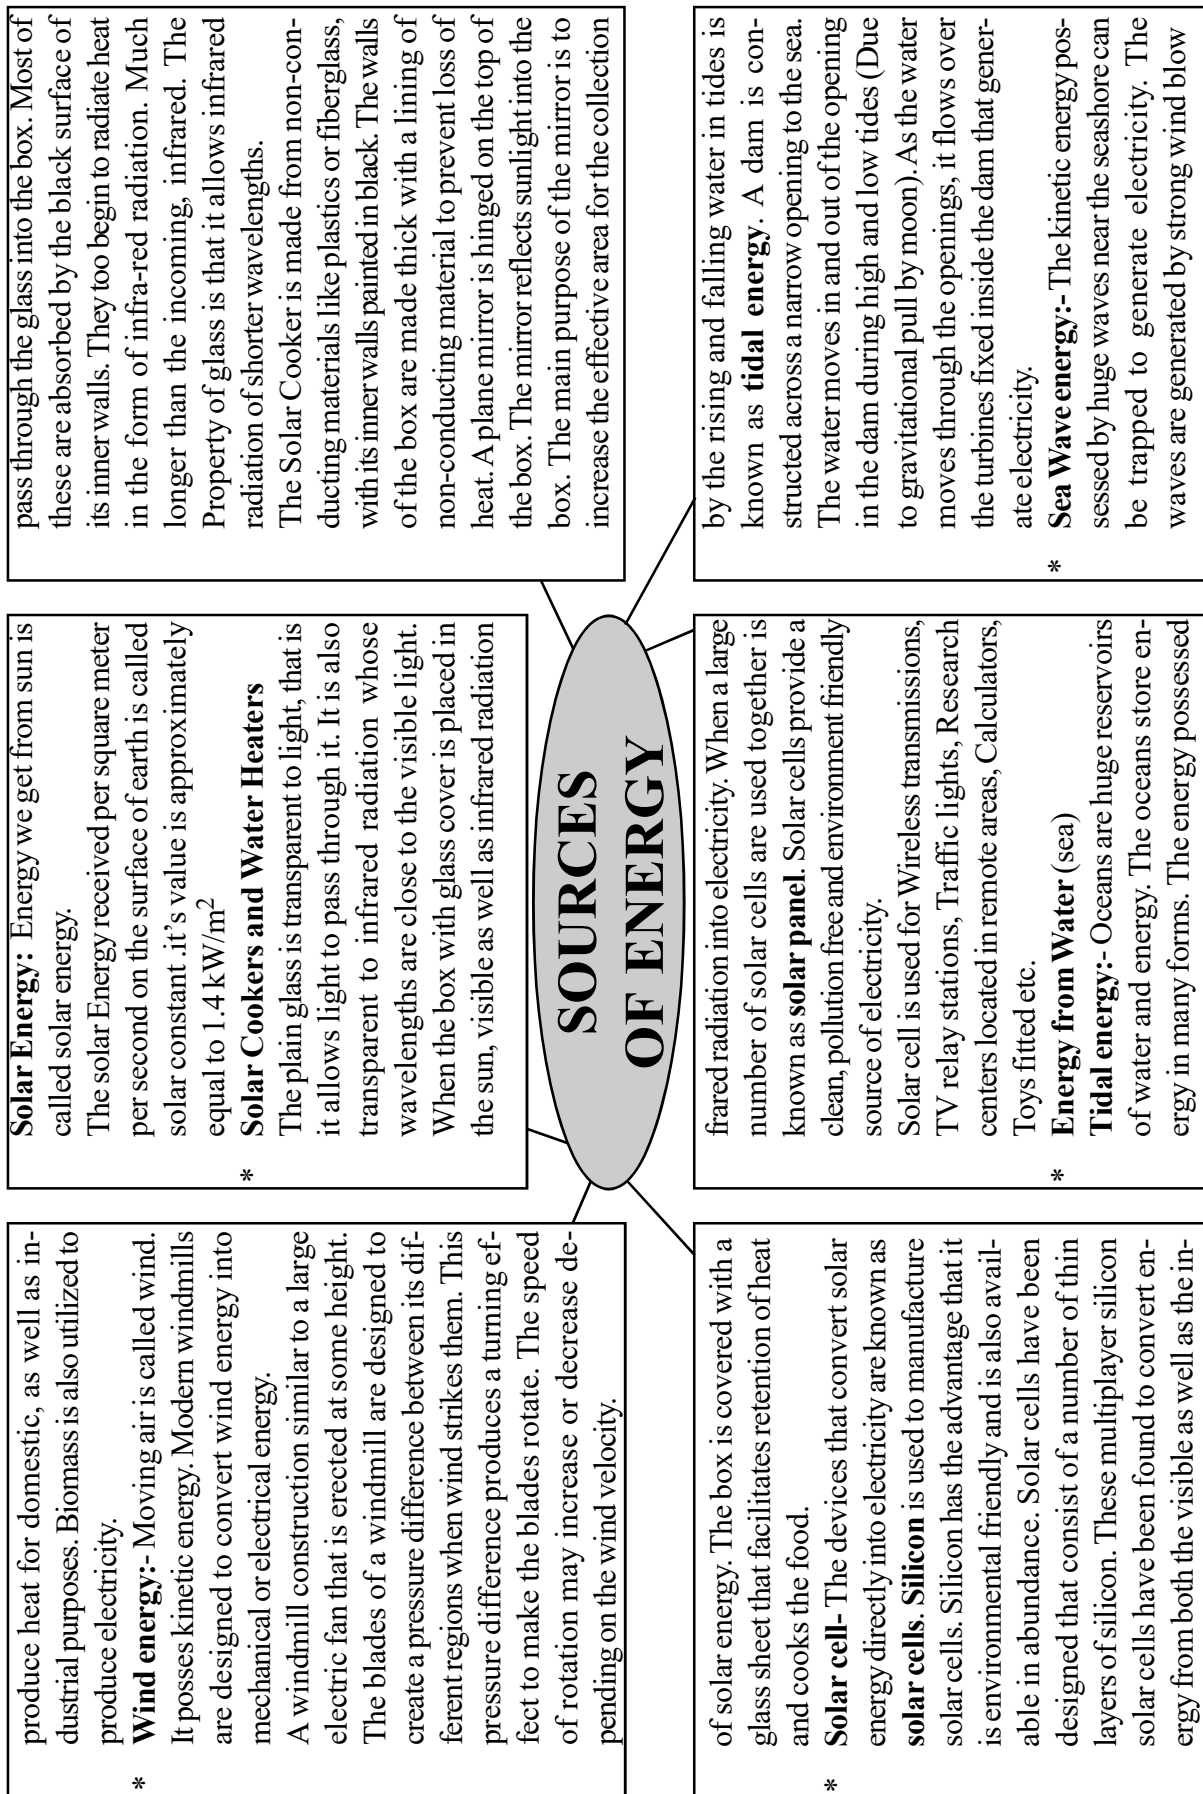 produce heat for domestic, as well as in-
dustrial purposes. Biomass is also utilized to
produce electricity.
* Wind energy:- Moving air is called wind.
It posses kinetic energy. Modern windmills
are designed to convert wind energy into
mechanical or electrical energy.
A windmill construction similar to a large
electric fan that is erected at some height.
The blades of a windmill are designed to
create a pressure difference between its dif-
ferent regions when wind strikes them. This
pressure difference produces a turning ef-
fect to make the blades rotate. The speed
of rotation may increase or decrease de-
pending on the wind velocity.
Solar Energy: Energy we get from sun is
called solar energy.
The solar Energy received per square meter
per second on the surface of earth is called
solar constant .it's value is approximately
equal to 1.4 kW/m²
* Solar Cookers and Water Heaters
The plain glass is transparent to light, that is
it allows light to pass through it. It is also
transparent to infrared radiation whose
wavelengths are close to the visible light.
When the box with glass cover is placed in
the sun, visible as well as infrared radiation
pass through the glass into the box. Most of
these are absorbed by the black surface of
its inner walls. They too begin to radiate heat
in the form of infra-red radiation. Much
longer than the incoming, infrared. The
Property of glass is that it allows infrared
radiation of shorter wavelengths.
The Solar Cooker is made from non-con-
ducting materials like plastics or fiberglass,
with its inner walls painted in black. The walls
of the box are made thick with a lining of
non-conducting material to prevent loss of
heat. A plane mirror is hinged on the top of
the box. The mirror reflects sunlight into the
box. The main purpose of the mirror is to
increase the effective area for the collection
SOURCES
OF ENERGY
of solar energy. The box is covered with a
glass sheet that facilitates retention of heat
and cooks the food.
* Solar cell- The devices that convert solar
energy directly into electricity are known as
solar cells. Silicon is used to manufacture
solar cells. Silicon has the advantage that it
is environmental friendly and is also avail-
able in abundance. Solar cells have been
designed that consist of a number of thin
layers of silicon. These multiplayer silicon
solar cells have been found to convert en-
ergy from both the visible as well as the in-
frared radiation into electricity. When a large
number of solar cells are used together is
known as solar panel. Solar cells provide a
clean, pollution free and environment friendly
source of electricity.
Solar cell is used for Wireless transmissions,
TV relay stations, Traffic lights, Research
centers located in remote areas, Calculators,
Toys fitted etc.
* Energy from Water (sea)
Tidal energy:- Oceans are huge reservoirs
of water and energy. The oceans store en-
ergy in many forms. The energy possessed
by the rising and falling water in tides is
known as tidal energy. A dam is con-
structed across a narrow opening to the sea.
The water moves in and out of the opening
in the dam during high and low tides (Due
to gravitational pull by moon). As the water
moves through the openings, it flows over
the turbines fixed inside the dam that gener-
ate electricity.
* Sea Wave energy:- The kinetic energy pos-
sessed by huge waves near the seashore can
be trapped to generate electricity. The
waves are generated by strong wind blow